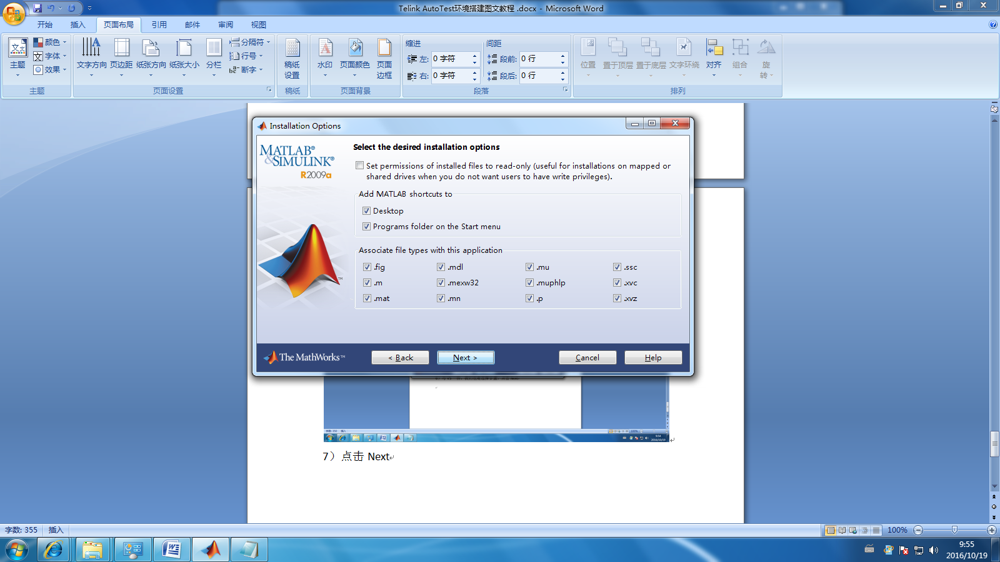 Telink AutoTest环境搭建图文教程 .docx - Microsoft Word
开始 插入 页面布局 引用 邮件 审阅 视图
主题 颜色 字体 效果
文字方向 页边距 纸张方向 纸张大小 分栏 分隔符 行号 断字
稿纸设置
水印 页面颜色 页面边框
缩进 间距
左: 0 字符 段前: 0 行
右: 0 字符 段后: 0 行
位置 置于顶层 置于底层 文字环绕 对齐 组合 旋转
主题 页面设置 稿纸 页面背景 段落 排列
Installation Options
MATLAB®
&SIMULINK®
R2009a
Select the desired installation options
Set permissions of installed files to read-only (useful for installations on mapped or
shared drives when you do not want users to have write privileges).
Add MATLAB shortcuts to
Desktop
Programs folder on the Start menu
Associate file types with this application
.fig .mdl .mu .ssc
.m .mexw32 .muphlp .xvc
.mat .mn .p .xvz
TM
The MathWorks™
< Back Next > Cancel Help
9:54
2016/10/19
7）点击 Next
字数: 355 插入 100%
9:55
2016/10/19